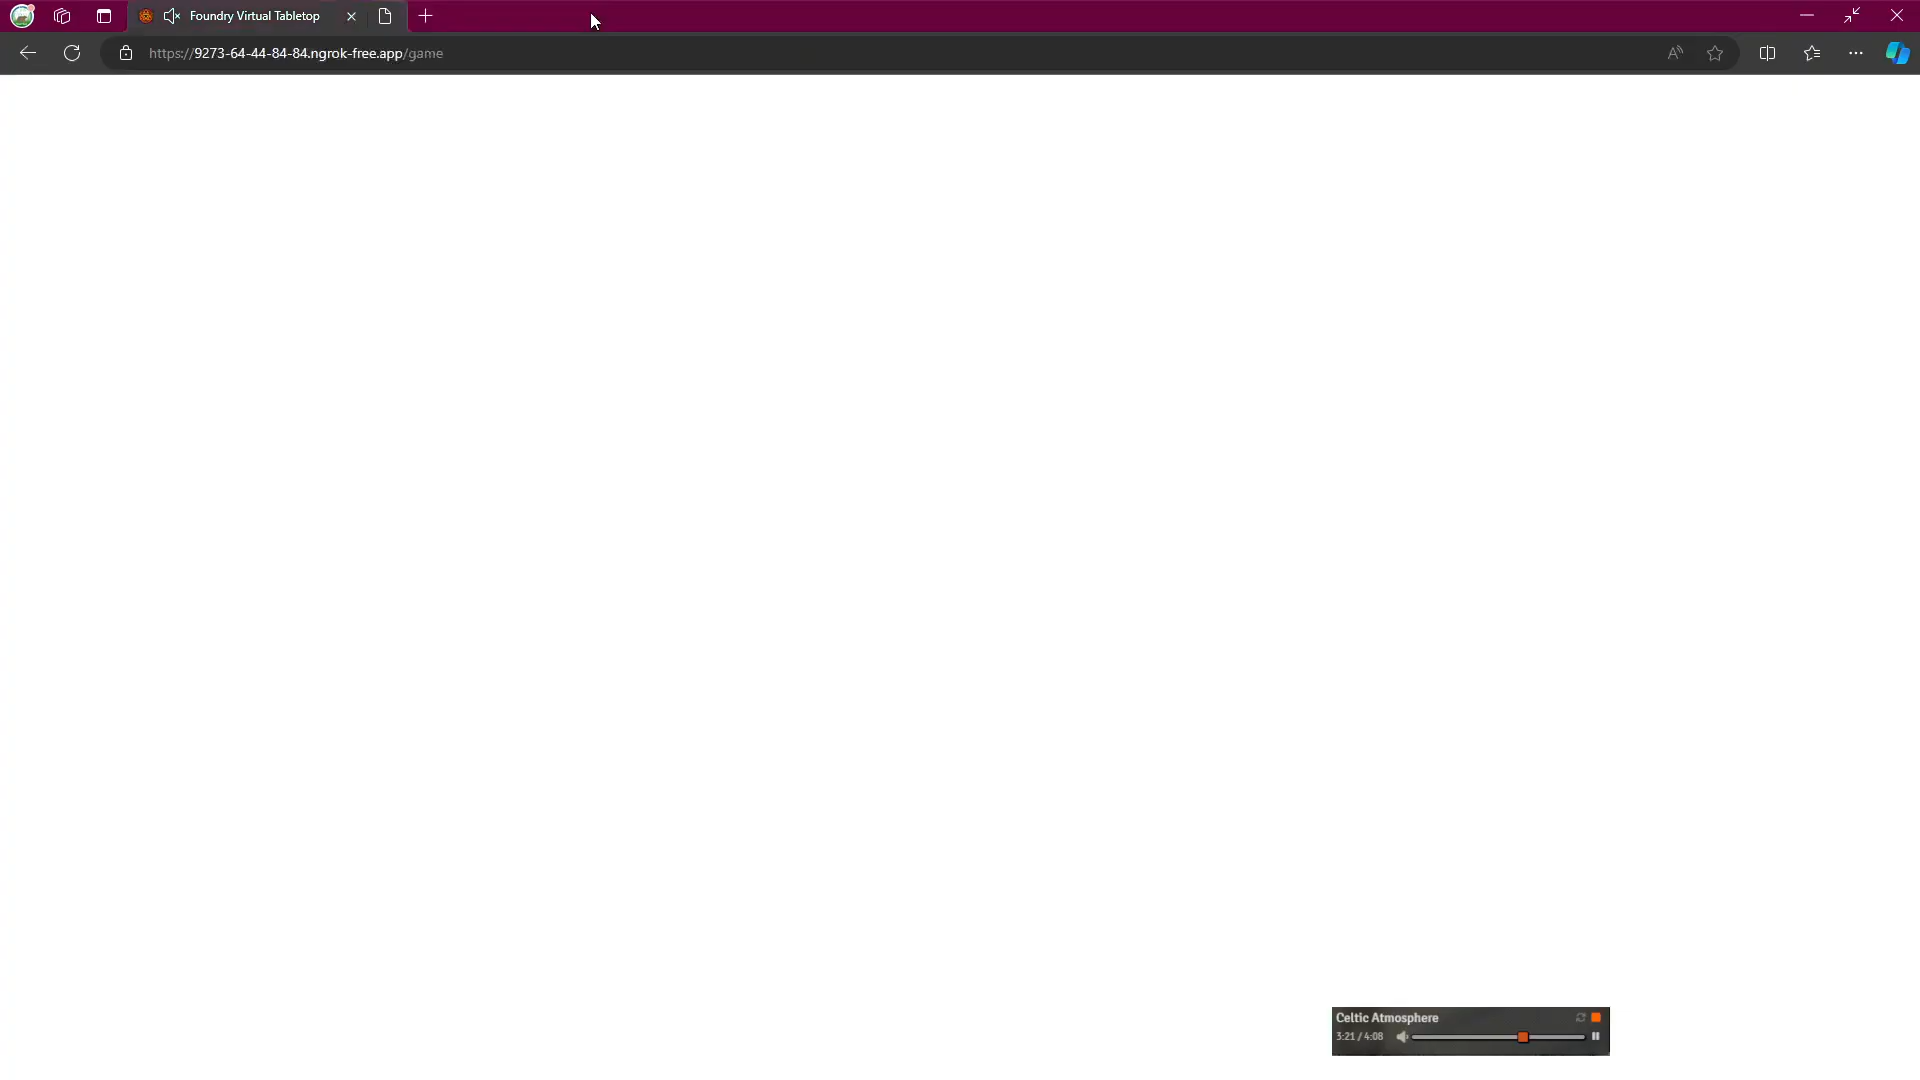 Foundry Virtual Tabletop
https://9273-64-44-84-84.ngrok-free.app/game
Celtic Atmosphere
3:21 / 4:08